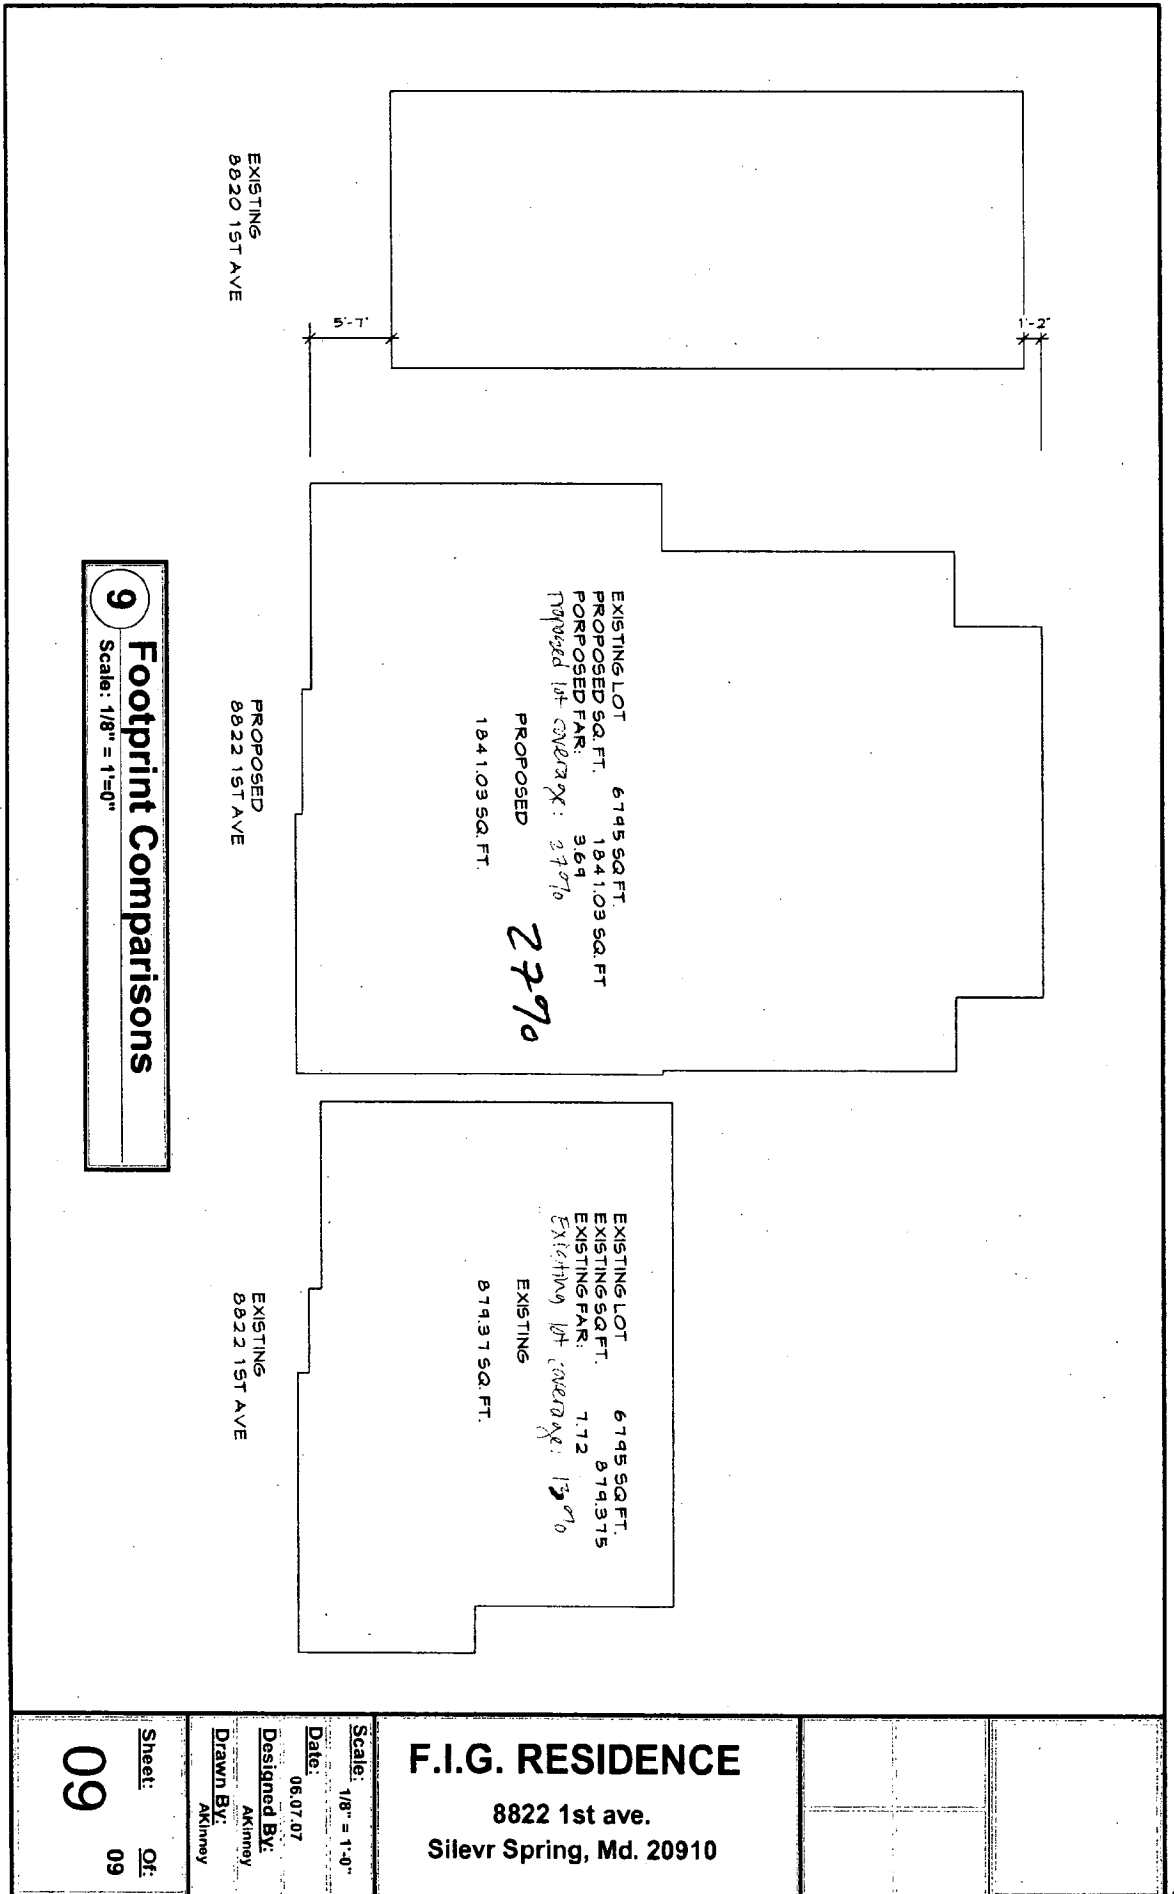 EXISTING
8820 1ST AVE
5'-7"
1'-2"
EXISTING LOT 6795 SQ FT.
PROPOSED SQ. FT. 1841.03 SQ. FT
PORPOSED FAR: 3.69
Proposed lot coverage: 27%
PROPOSED
1841.03 SQ. FT.
27%
PROPOSED
8822 1ST AVE
EXISTING LOT 6795 SQ FT.
EXISTING SQ FT. 879.375
EXISTING FAR: 7.72
Existing lot coverage: 13%
EXISTING
879.37 SQ. FT.
EXISTING
8822 1ST AVE
9 Footprint Comparisons
Scale: 1/8" = 1'=0"
F.I.G. RESIDENCE
8822 1st ave.
Silevr Spring, Md. 20910
Scale: 1/8" = 1'-0"
Date: 06.07.07
Designed By:
AKinney
Drawn By:
AKinney
Sheet: Of:
09 09